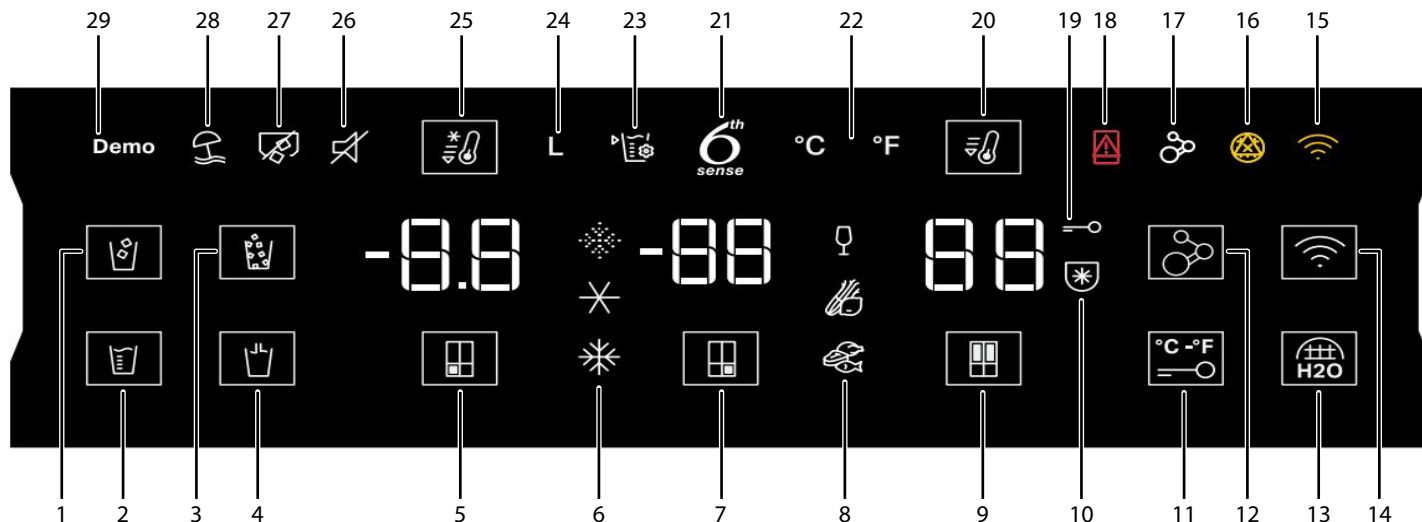 29 28 27 26 25 24 23 21 22 20 19 18 17 16 15
Demo L 6th °C °F
sense
-8.8 -88 88
°C -°F
H2O
1 2 3 4 5 6 7 8 9 10 11 12 13 14